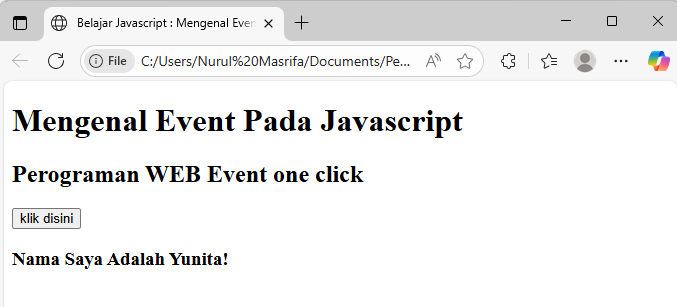 Belajar Javascript : Mengenal Even
File
C:/Users/Nurul%20Masrifa/Documents/Pe...
Mengenal Event Pada Javascript
Perograman WEB Event one click
klik disini
Nama Saya Adalah Yunita!